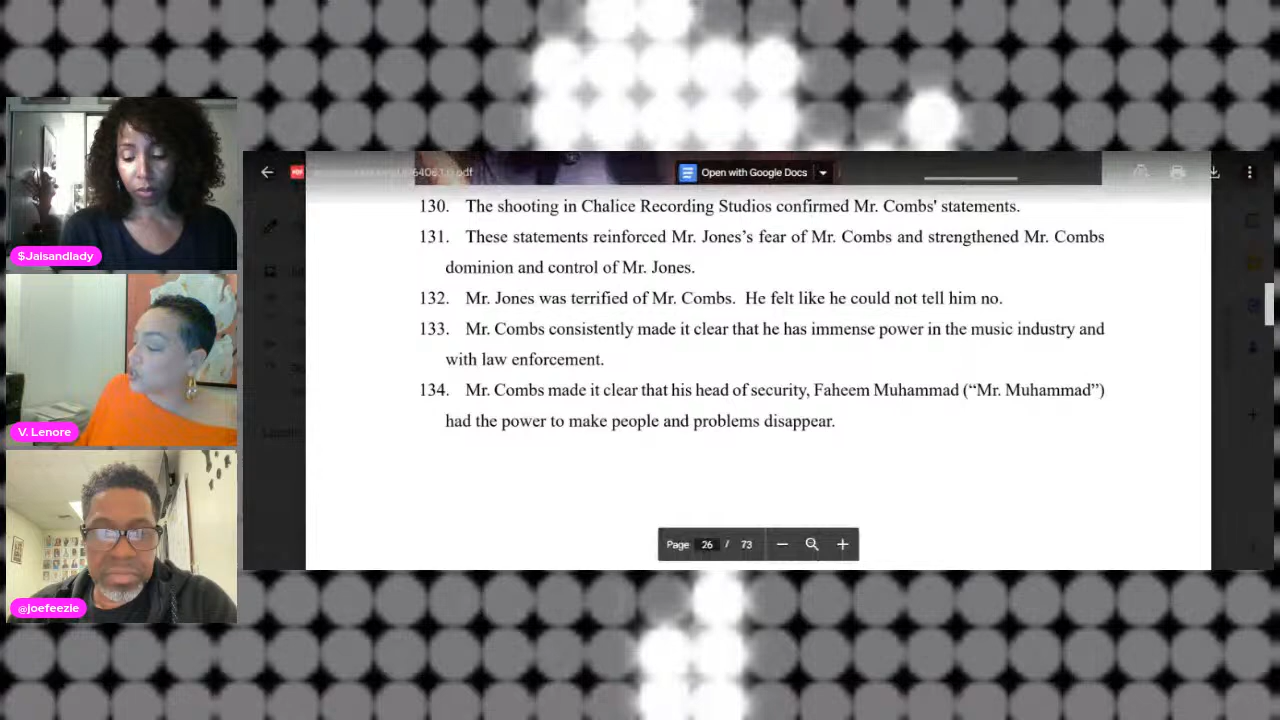 $Jaisandlady
V. Lenore
@joefeezie
Open with Google Docs
130. The shooting in Chalice Recording Studios confirmed Mr. Combs' statements.
131. These statements reinforced Mr. Jones's fear of Mr. Combs and strengthened Mr. Combs
dominion and control of Mr. Jones.
132. Mr. Jones was terrified of Mr. Combs. He felt like he could not tell him no.
133. Mr. Combs consistently made it clear that he has immense power in the music industry and
with law enforcement.
134. Mr. Combs made it clear that his head of security, Faheem Muhammad (“Mr. Muhammad”)
had the power to make people and problems disappear.
Page 26 / 73